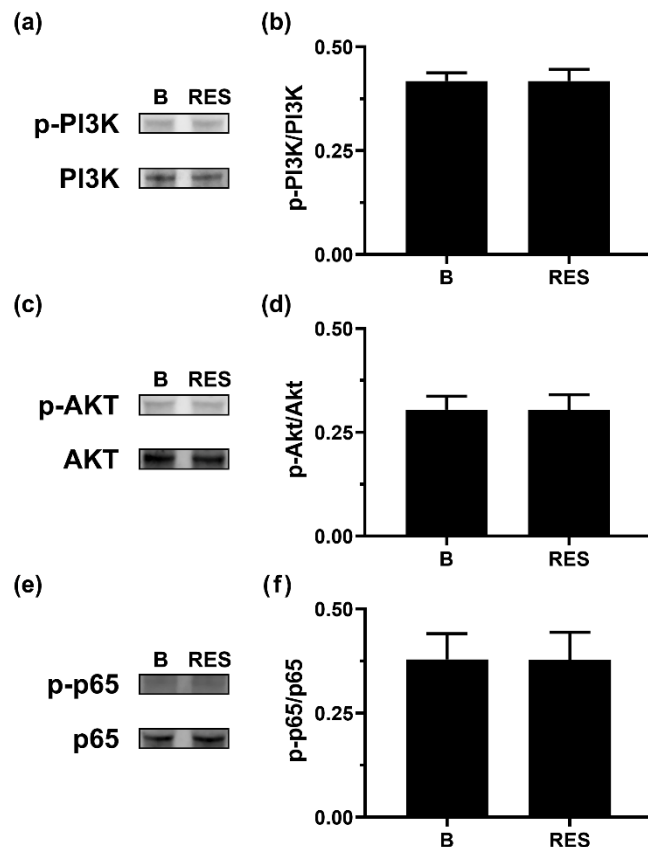 (a)
B RES
p-PI3K
PI3K
(b)
p-PI3K/PI3K
0.50
0.25
0.00
B RES
(c)
B RES
p-AKT
AKT
(d)
p-Akt/Akt
0.50
0.25
0.00
B RES
(e)
B RES
p-p65
p65
(f)
p-p65/p65
0.50
0.25
0.00
B RES